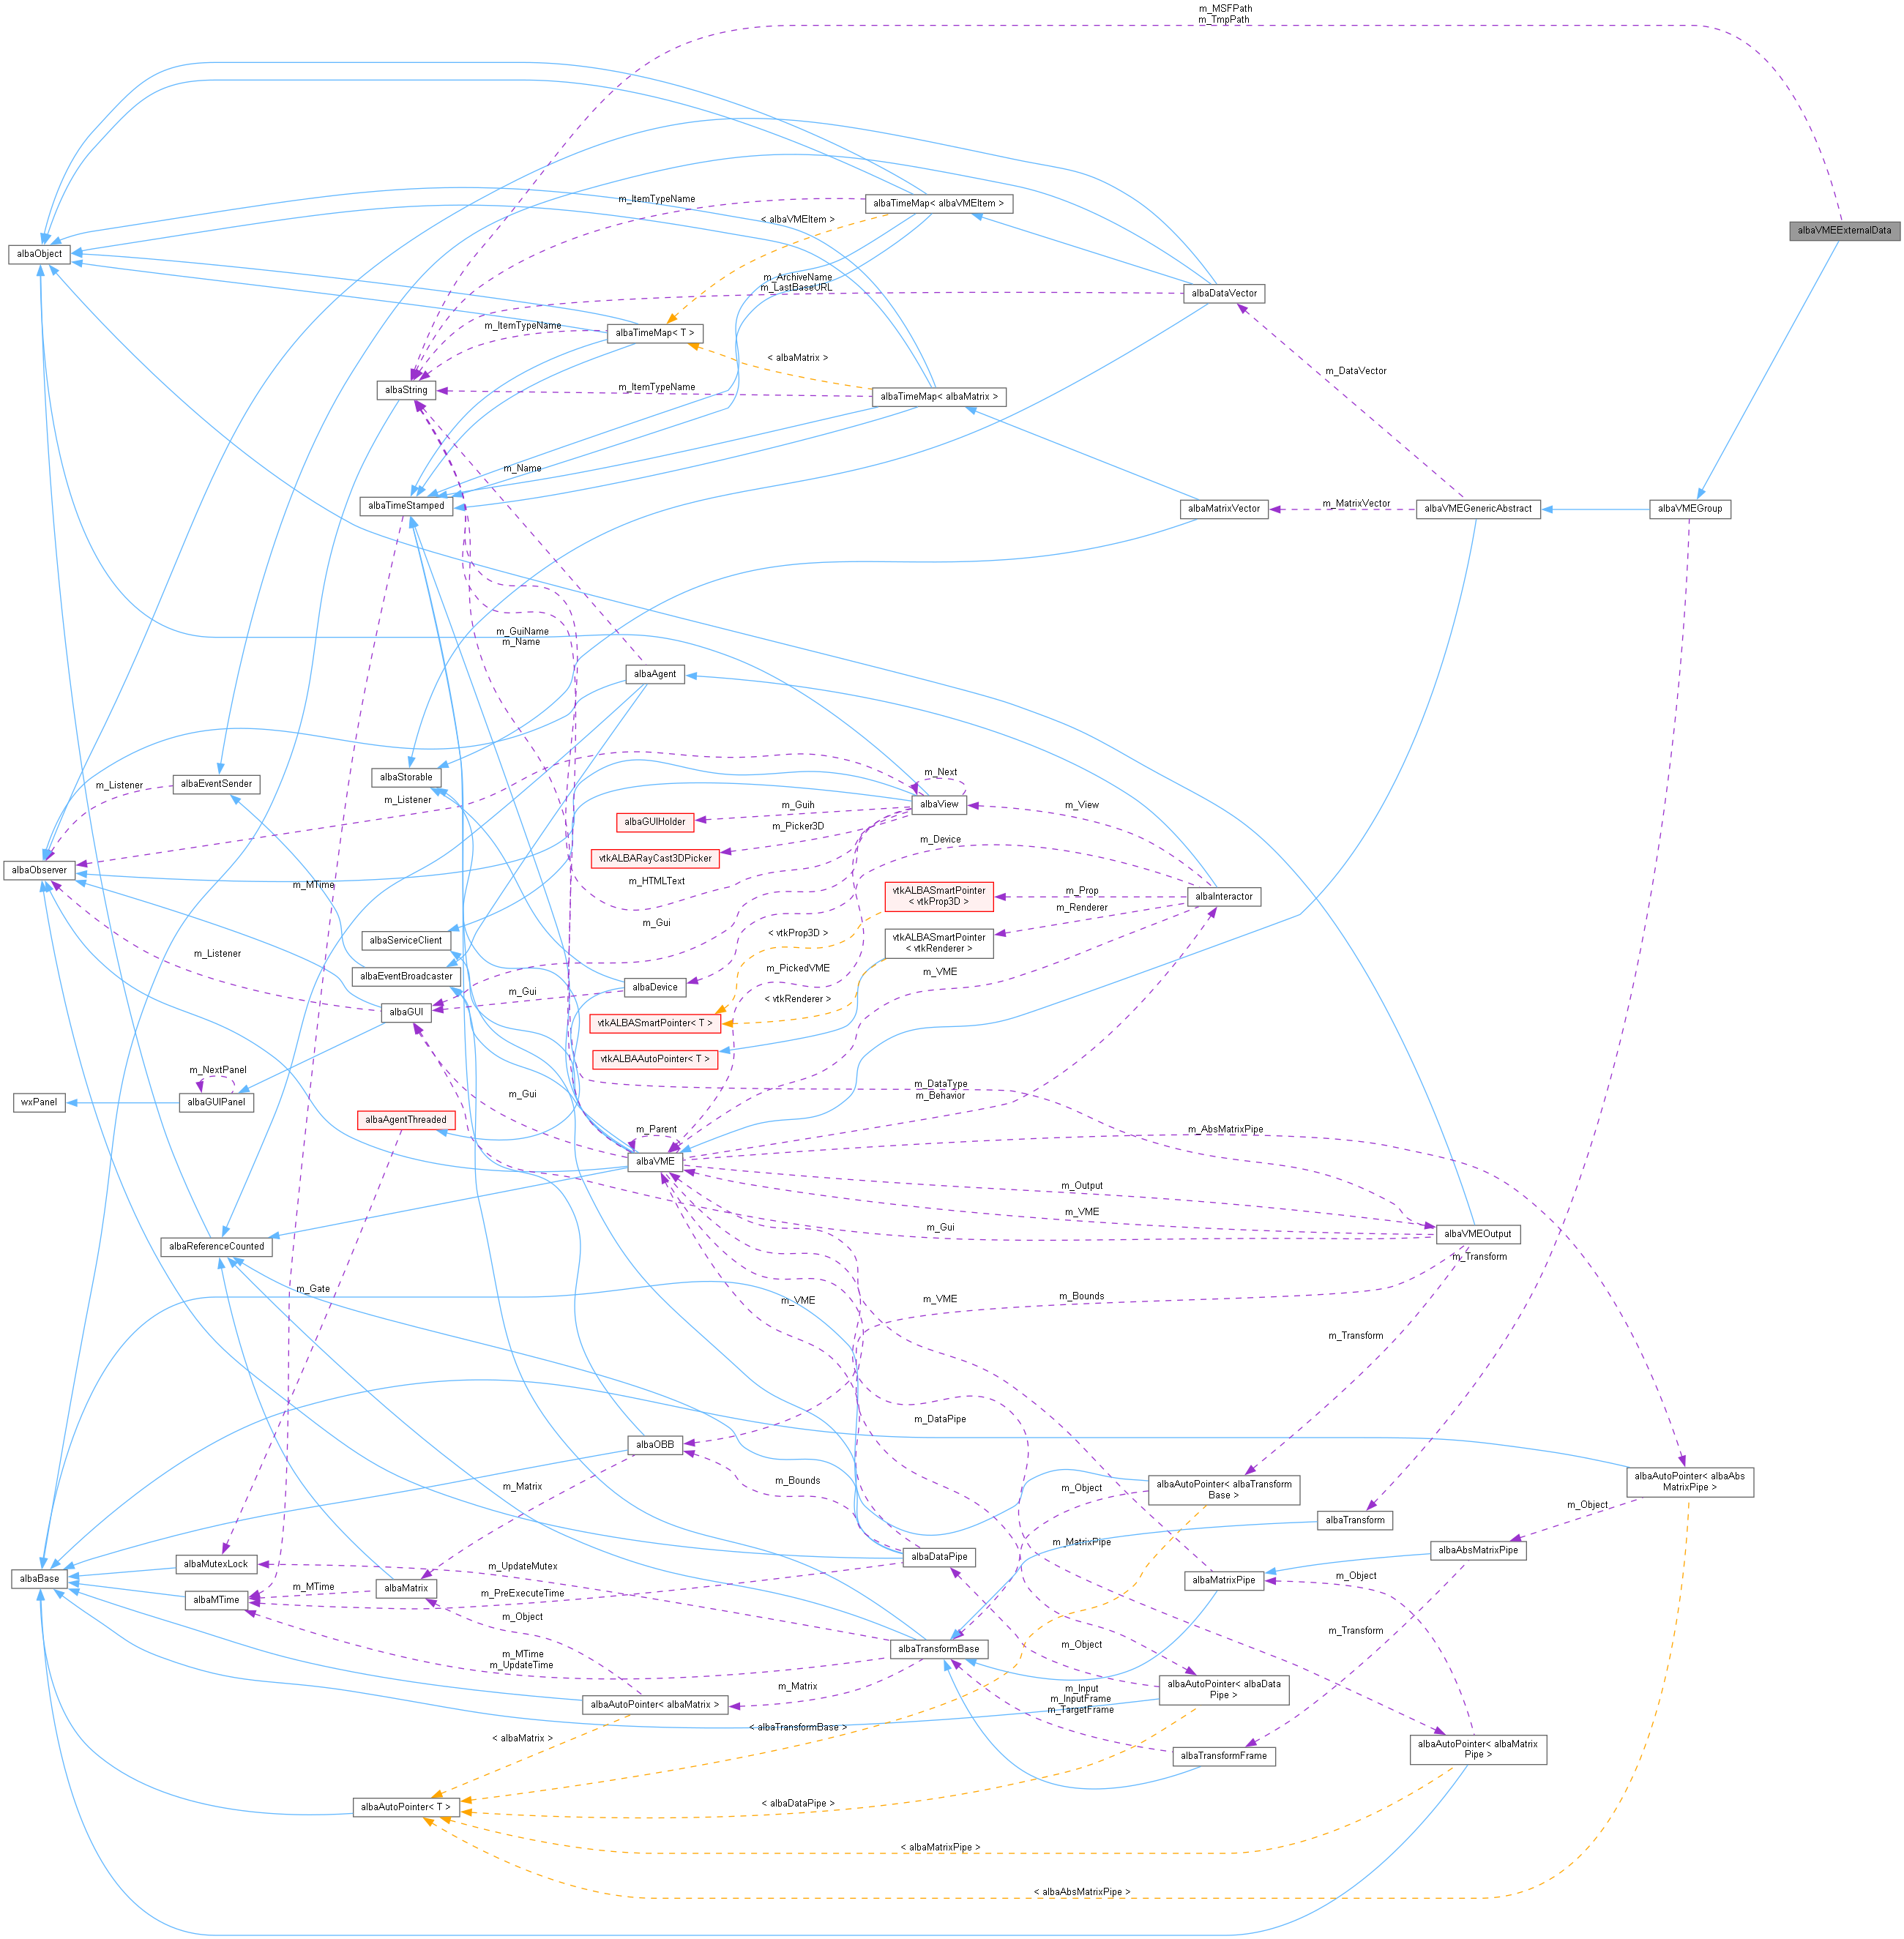 m_MSFPath
m_TmpPath
m_ItemTypeName
albaTimeMap< albaVMEItem >
< albaVMEItem >
albaVMEExternalData
albaObject
m_ArchiveName
m_LastBaseURL
albaDataVector
m_ItemTypeName
albaTimeMap< T >
< albaMatrix >
m_DataVector
albaString
m_ItemTypeName
albaTimeMap< albaMatrix >
m_Name
albaTimeStamped
albaMatrixVector
m_MatrixVector
albaVMEGenericAbstract
albaVMEGroup
m_GuiName
m_Name
albaAgent
albaEventSender
m_Listener
albaStorable
m_Listener
m_Next
albaView
m_View
m_Guih
albaGUIHolder
m_Picker3D
m_Device
vtkALBARayCast3DPicker
albaObserver
m_MTime
m_HTMLText
vtkALBASmartPointer
< vtkProp3D >
m_Prop
albaInteractor
m_Renderer
m_Gui
< vtkProp3D >
vtkALBASmartPointer
< vtkRenderer >
albaServiceClient
m_Listener
m_PickedVME
m_VME
albaEventBroadcaster
albaDevice
m_Gui
< vtkRenderer >
albaGUI
vtkALBASmartPointer< T >
vtkALBAAutoPointer< T >
m_NextPanel
m_DataType
m_Behavior
m_Gui
wxPanel
albaGUIPanel
albaAgentThreaded
m_Parent
m_AbsMatrixPipe
albaVME
m_Output
m_VME
m_Gui
albaVMEOutput
albaReferenceCounted
m_Transform
m_Gate
m_VME
m_VME
m_Bounds
m_Transform
m_DataPipe
albaOBB
m_Matrix
m_Bounds
m_Object
albaAutoPointer< albaTransform
Base >
albaAutoPointer< albaAbs
MatrixPipe >
m_Object
albaTransform
m_MatrixPipe
albaAbsMatrixPipe
albaMutexLock
m_UpdateMutex
albaDataPipe
albaBase
m_MTime
albaMatrix
m_PreExecuteTime
albaMatrixPipe
m_Object
albaMTime
m_Object
m_Transform
albaTransformBase
m_Object
m_MTime
m_UpdateTime
m_Matrix
albaAutoPointer< albaData
Pipe >
m_Input
m_InputFrame
m_TargetFrame
albaAutoPointer< albaMatrix >
< albaTransformBase >
< albaMatrix >
albaTransformFrame
albaAutoPointer< albaMatrix
Pipe >
albaAutoPointer< T >
< albaDataPipe >
< albaMatrixPipe >
< albaAbsMatrixPipe >